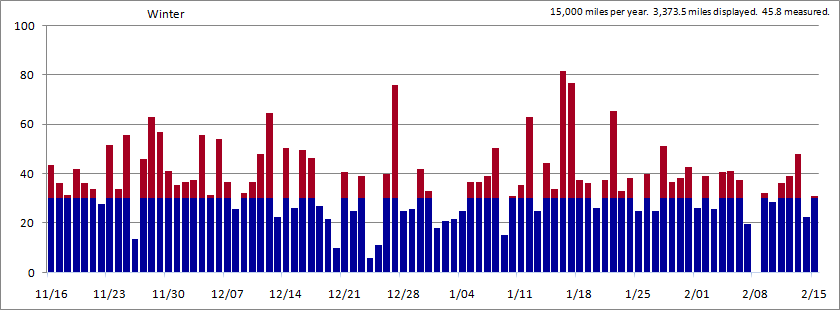 Winter
15,000 miles per year. 3,373.5 miles displayed. 45.8 measured.
100
80
60
40
20
0
11/16 11/23 11/30 12/07 12/14 12/21 12/28 1/04 1/11 1/18 1/25 2/01 2/08 2/15